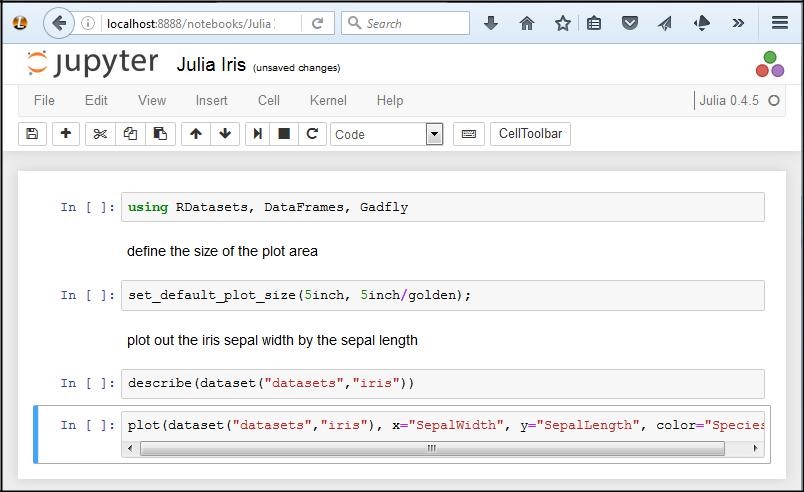 localhost:8888/notebooks/Julia
Search
jupyter Julia Iris (unsaved changes)
File Edit View Insert Cell Kernel Help Julia 0.4.5
Code CellToolbar
In [ ]: using RDatasets, DataFrames, Gadfly
define the size of the plot area
In [ ]: set_default_plot_size(5inch, 5inch/golden);
plot out the iris sepal width by the sepal length
In [ ]: describe(dataset("datasets","iris"))
In [ ]: plot(dataset("datasets","iris"), x="SepalWidth", y="SepalLength", color="Species